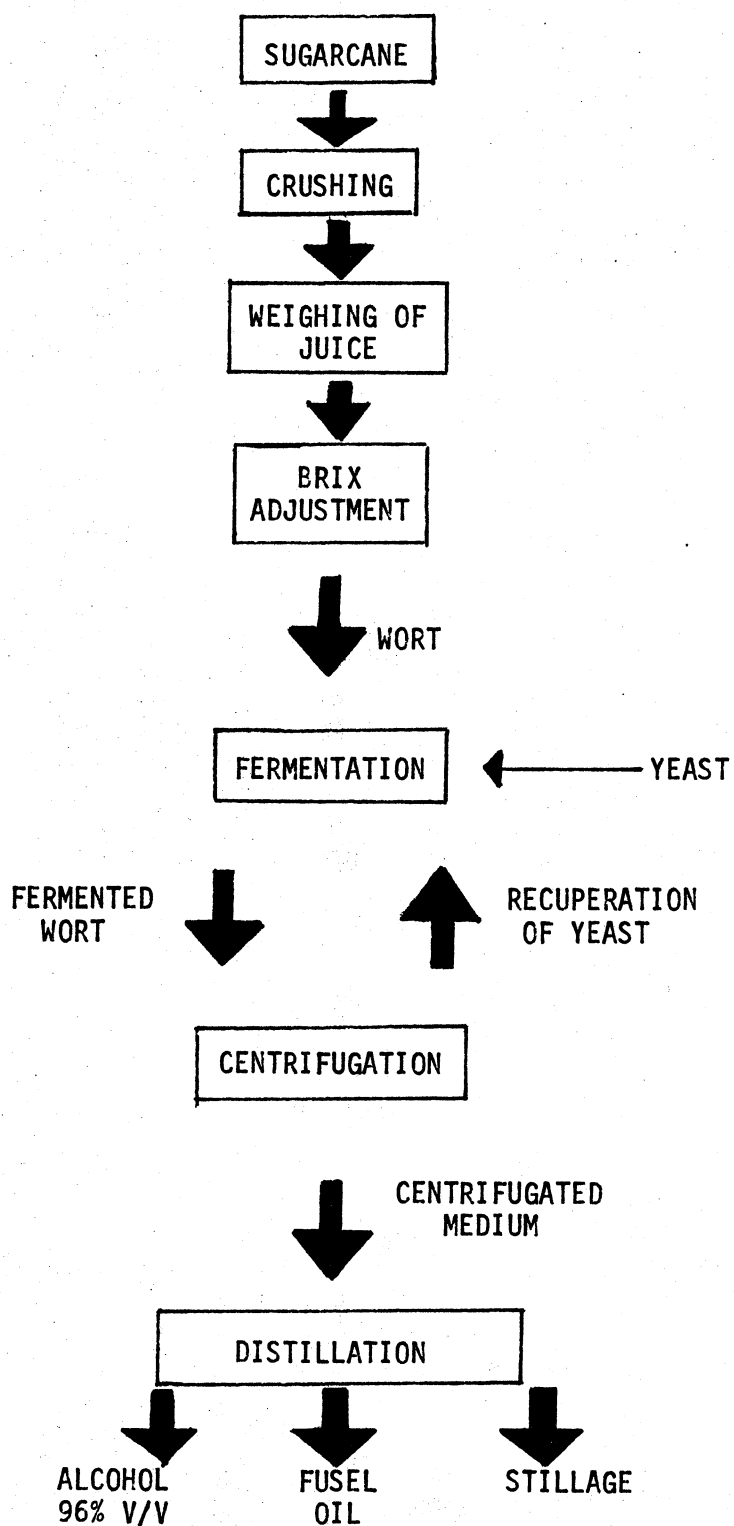 SUGARCANE
CRUSHING
WEIGHING OF
JUICE
BRIX
ADJUSTMENT
WORT
FERMENTATION
YEAST
FERMENTED
WORT
RECUPERATION
OF YEAST
CENTRIFUGATION
CENTRIFUGATED
MEDIUM
DISTILLATION
ALCOHOL
96% V/V
FUSEL
OIL
STILLAGE